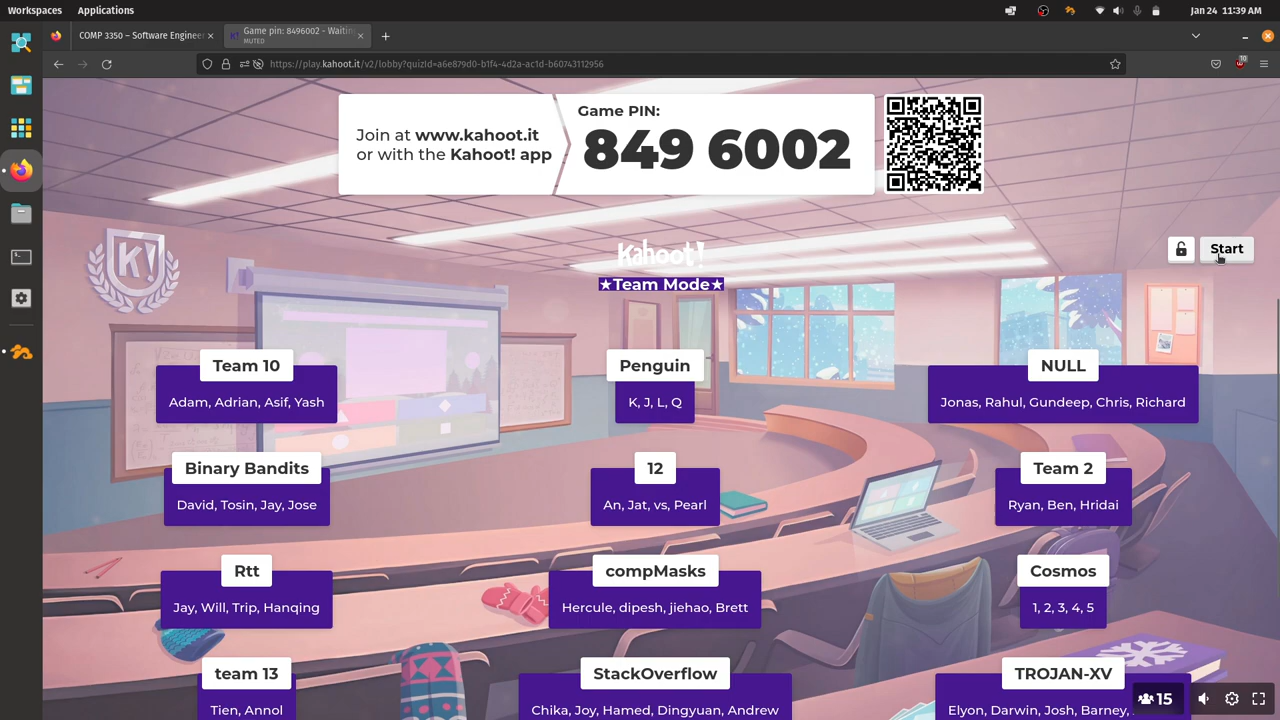 Workspaces Applications Jan 24 11:39 AM
COMP 3350 – Software Engineer
Game pin: 8496002 - Waitin
MUTED
https://play.kahoot.it/v2/lobby?quizId=a6e879d0-b1f4-4d2a-ac1d-b60743112956
10
Join at www.kahoot.it
or with the Kahoot! app
Game PIN:
849 6002
K!
Kahoot!
★Team Mode★
Start
Team 10
Adam, Adrian, Asif, Yash
Penguin
K, J, L, Q
NULL
Jonas, Rahul, Gundeep, Chris, Richard
Binary Bandits
David, Tosin, Jay, Jose
12
An, Jat, vs, Pearl
Team 2
Ryan, Ben, Hridai
Rtt
Jay, Will, Trip, Hanqing
compMasks
Hercule, dipesh, jiehao, Brett
Cosmos
1, 2, 3, 4, 5
team 13
Tien, Annol
StackOverflow
Chika, Joy, Hamed, Dingyuan, Andrew
TROJAN-XV
Elyon, Darwin, Josh, Barney,
15